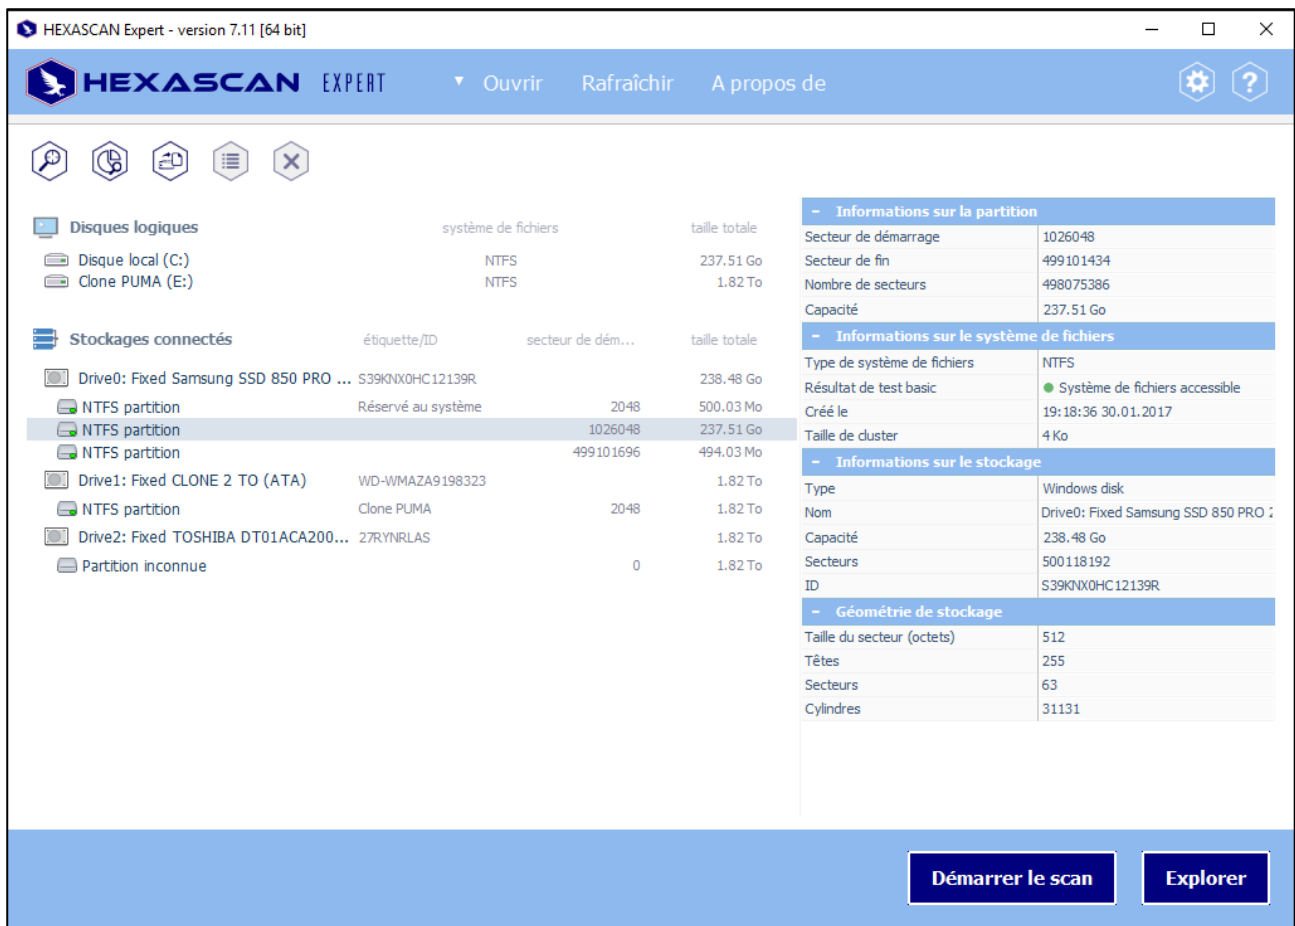 HEXASCAN Expert - version 7.11 [64 bit]
HEXASCAN EXPERT ▼ Ouvrir Rafraîchir A propos de
Disques logiques système de fichiers taille totale
Disque local (C:) NTFS 237.51 Go
Clone PUMA (E:) NTFS 1.82 To
Stockages connectés étiquette/ID secteur de dém... taille totale
Drive0: Fixed Samsung SSD 850 PRO ... S39KNX0HC12139R 238.48 Go
NTFS partition Réservé au système 2048 500.03 Mo
NTFS partition 1026048 237.51 Go
NTFS partition 499101696 494.03 Mo
Drive1: Fixed CLONE 2 TO (ATA) WD-WMAZA9198323 1.82 To
NTFS partition Clone PUMA 2048 1.82 To
Drive2: Fixed TOSHIBA DT01ACA200... 27RYNRLAS 1.82 To
Partition inconnue 0 1.82 To
− Informations sur la partition
Secteur de démarrage 1026048
Secteur de fin 499101434
Nombre de secteurs 498075386
Capacité 237.51 Go
− Informations sur le système de fichiers
Type de système de fichiers NTFS
Résultat de test basic Système de fichiers accessible
Créé le 19:18:36 30.01.2017
Taille de cluster 4 Ko
− Informations sur le stockage
Type Windows disk
Nom Drive0: Fixed Samsung SSD 850 PRO 2
Capacité 238.48 Go
Secteurs 500118192
ID S39KNX0HC12139R
− Géométrie de stockage
Taille du secteur (octets) 512
Têtes 255
Secteurs 63
Cylindres 31131
Démarrer le scan Explorer